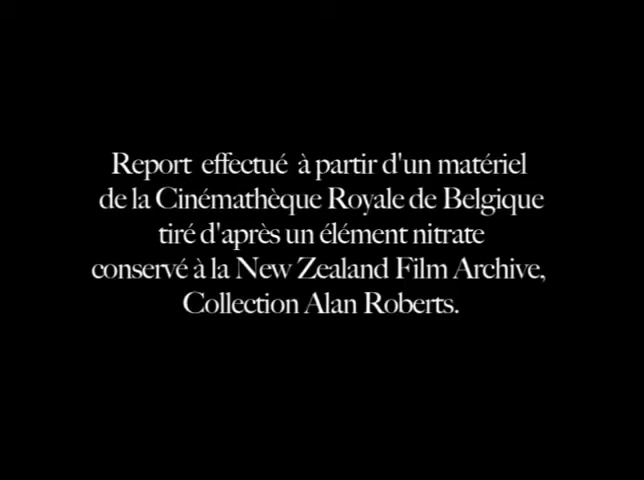 Report effectué à partir d'un matériel
de la Cinémathèque Royale de Belgique
tiré d'après un élément nitrate
conservé à la New Zealand Film Archive,
Collection Alan Roberts.